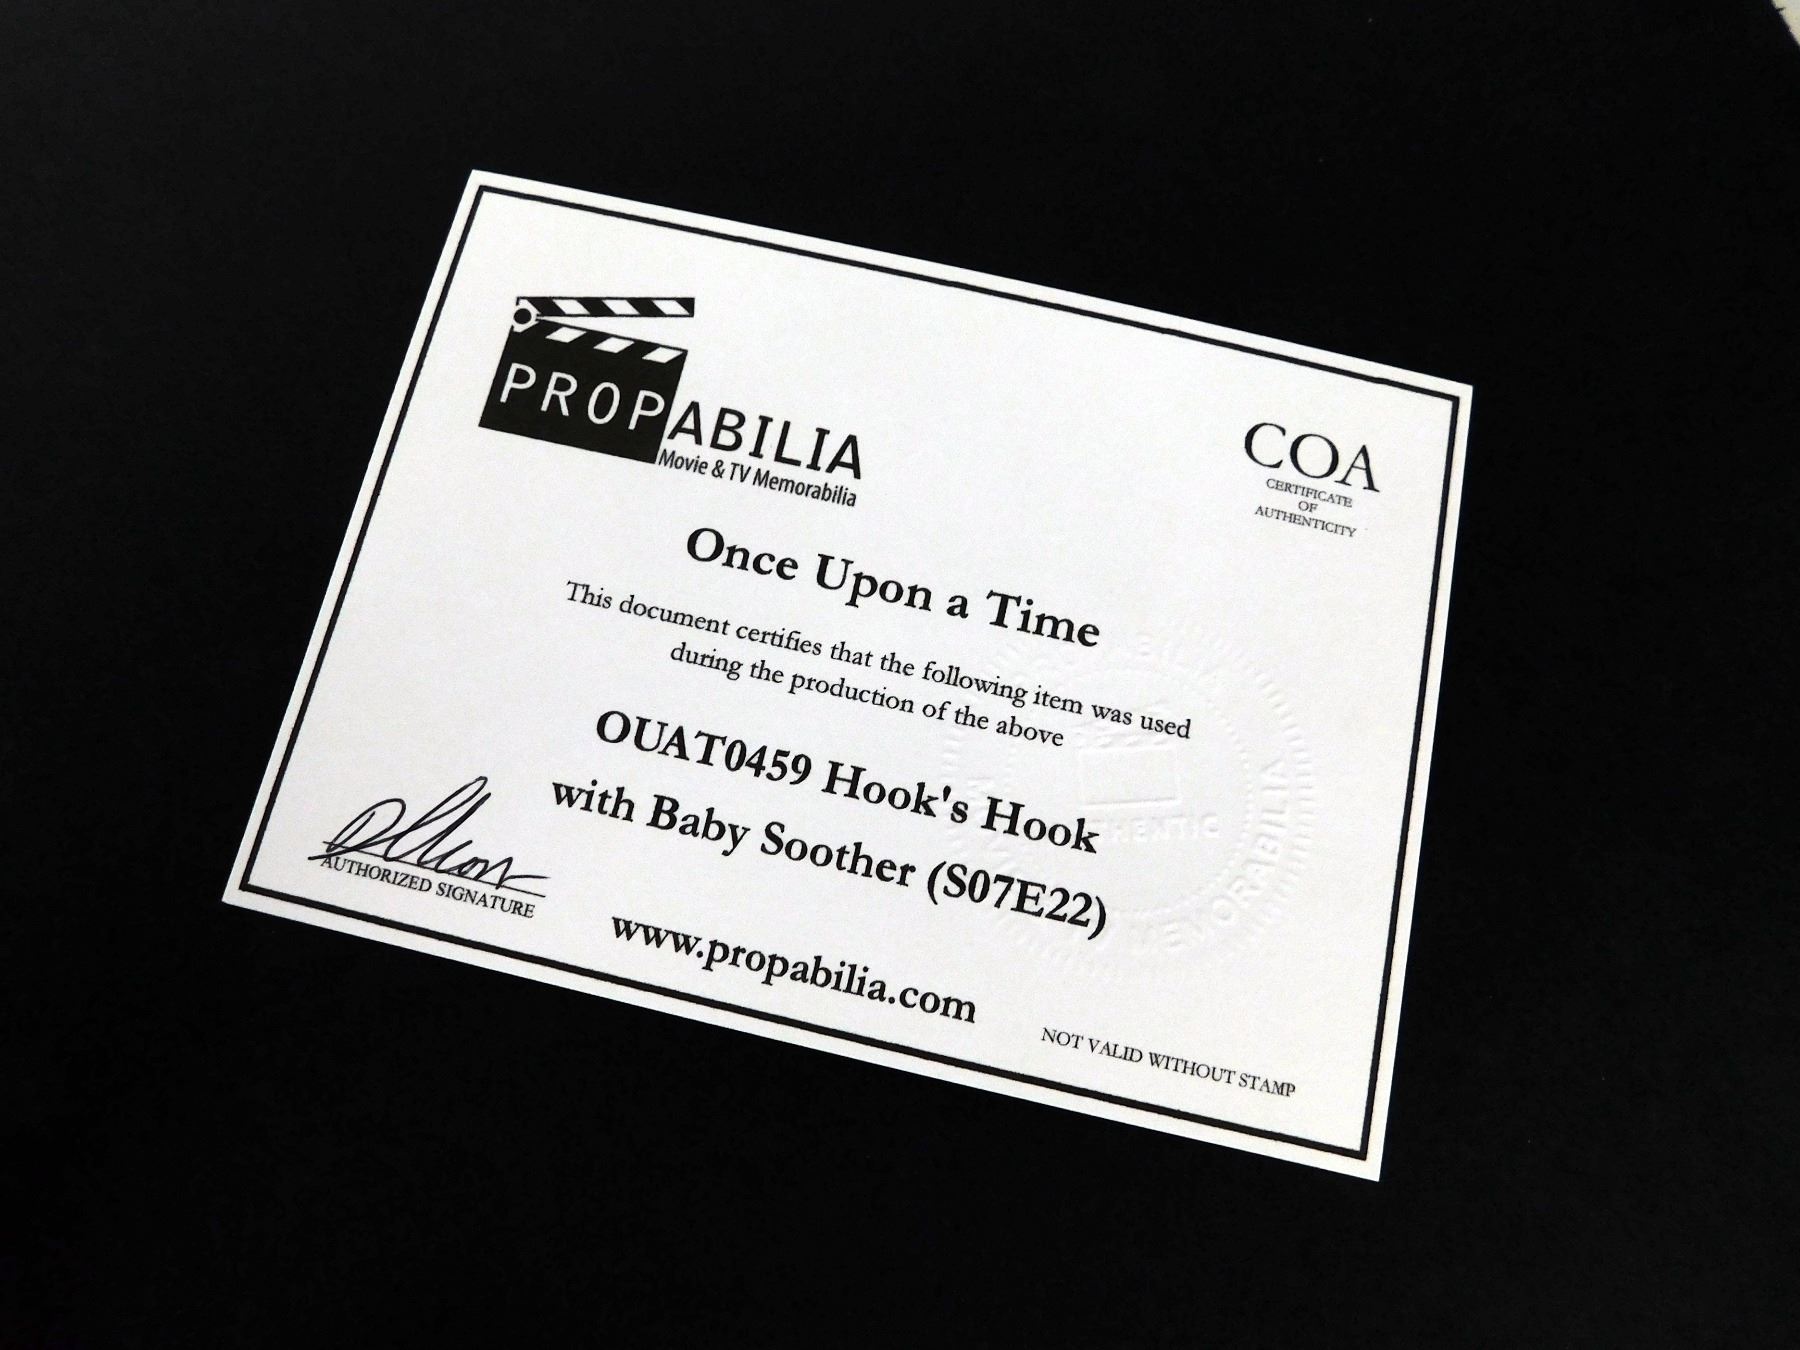 PROPABILIA
Movie & TV Memorabilia
COA
CERTIFICATE
OF
AUTHENTICITY
Once Upon a Time
This document certifies that the following item was used
during the production of the above
OUAT0459 Hook's Hook
with Baby Soother (S07E22)
AUTHORIZED SIGNATURE
www.propabilia.com
NOT VALID WITHOUT STAMP
MEMORABILIA